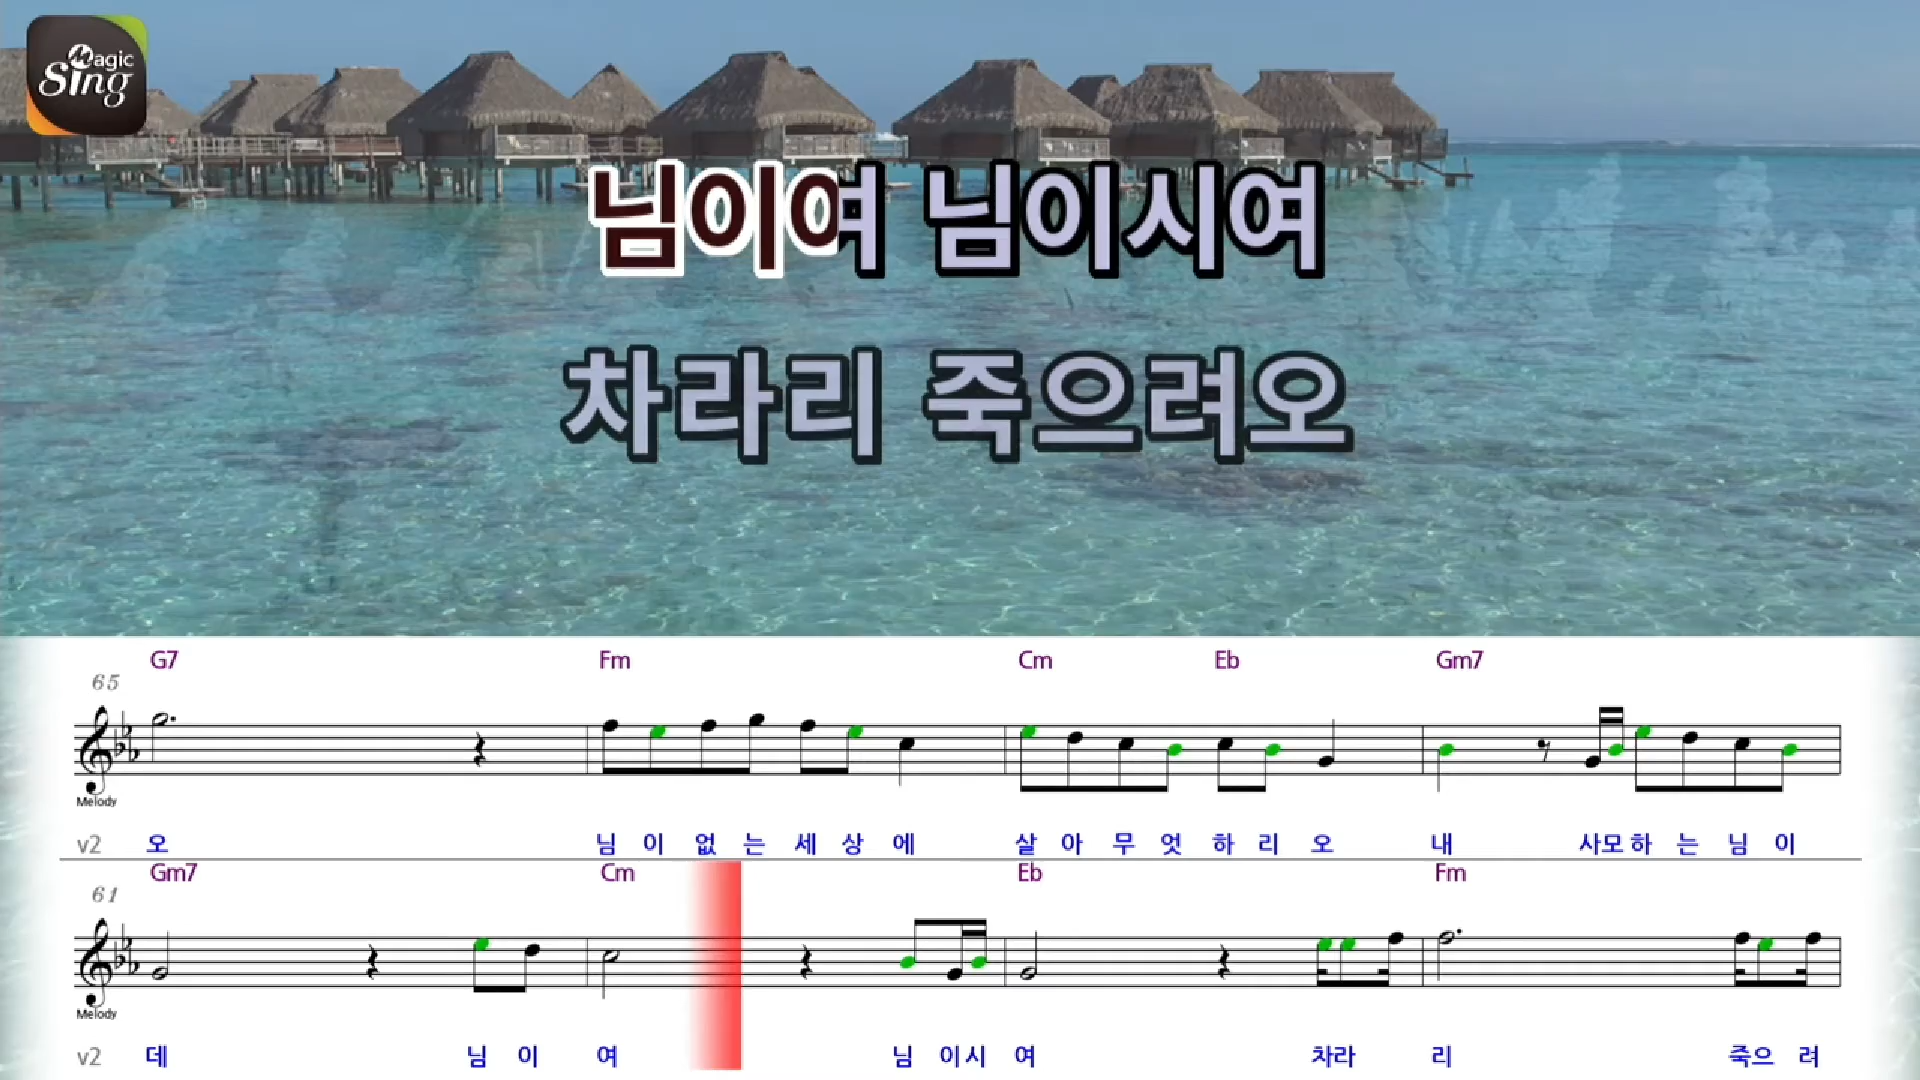 Magic
Sing
님이여 님이시여
차라리 죽으려오
G7 Fm Cm Eb Gm7
65
Melody
v2 오 님 이 없 는 세 상 에 살 아 무 엇 하 리 오 내 사모 하 는 님 이
Gm7 Cm Eb Fm
61
Melody
v2 데 님 이 여 님 이시 여 차라 리 죽으 려